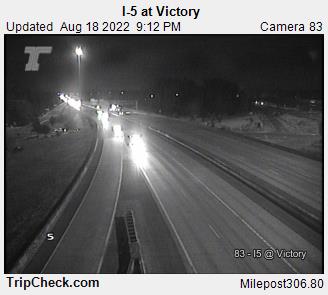 I-5 at Victory
Updated Aug 18 2022 9:12 PM Camera 83
T
S
83 - I5 @ Victory
TripCheck.com Milepost306.80